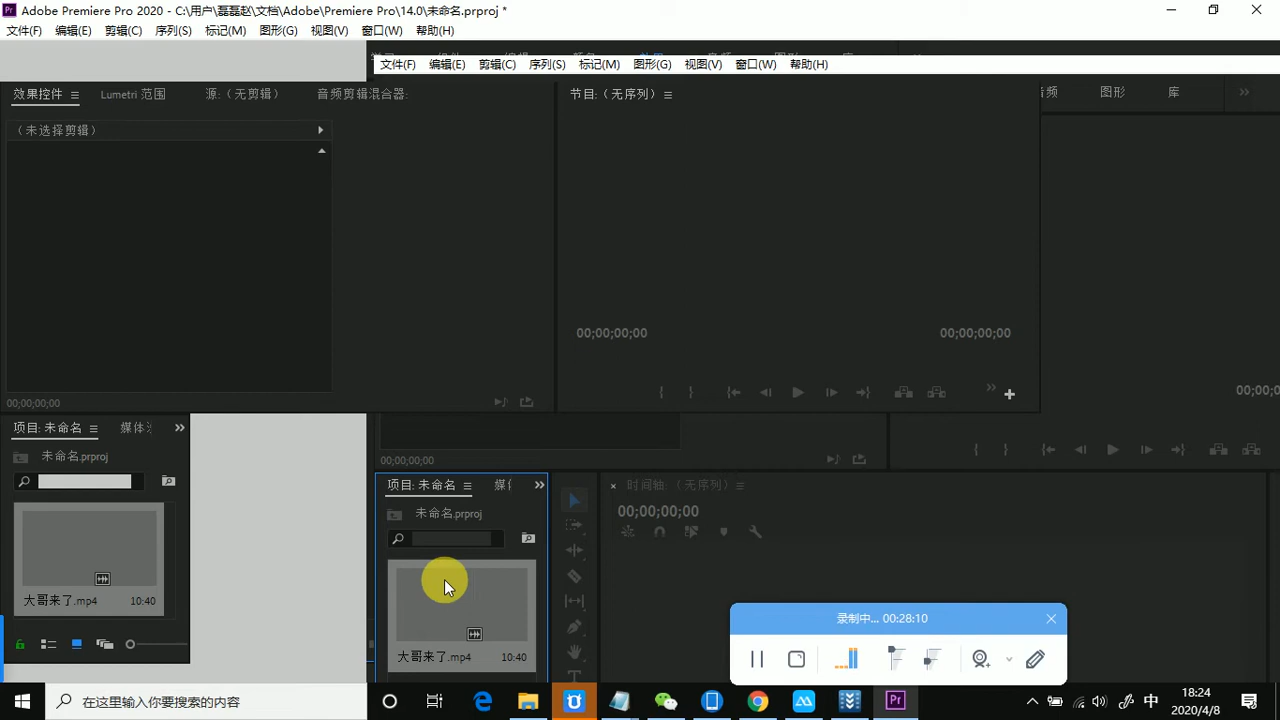 Adobe Premiere Pro 2020 - C:\用户\磊磊赵\文档\Adobe\Premiere Pro\14.0\未命名.prproj *
文件(F) 编辑(E) 剪辑(C) 序列(S) 标记(M) 图形(G) 视图(V) 窗口(W) 帮助(H)
文件(F) 编辑(E) 剪辑(C) 序列(S) 标记(M) 图形(G) 视图(V) 窗口(W) 帮助(H)
效果控件 Lumetri 范围 源:（无剪辑） 音频剪辑混合器: 节目:（无序列） 图形 库
（未选择剪辑）
00;00;00;00 00;00;00;00
00;00;00;00
项目: 未命名
未命名.prproj
大哥来了.mp4 10:40
00;00;00;00
项目: 未命名
未命名.prproj
大哥来了.mp4 10:40
时间轴:（无序列）
00;00;00;00
录制中... 00:28:10
在这里输入你要搜索的内容
中
18:24
2020/4/8